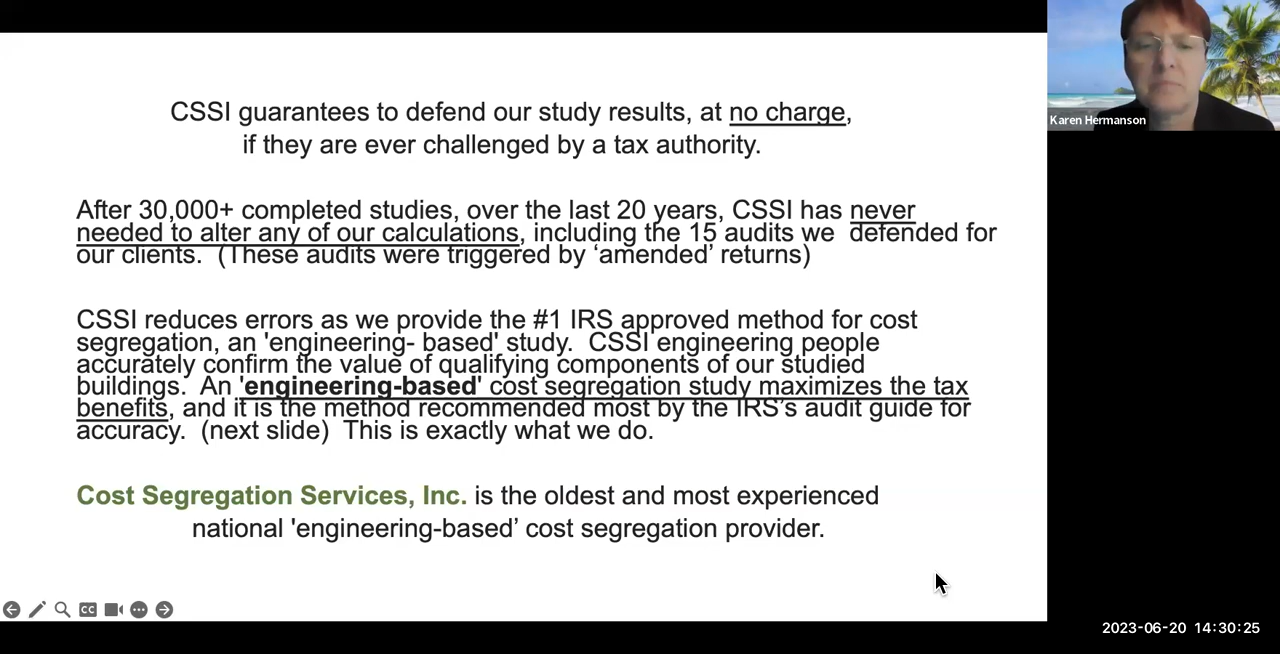 CSSI guarantees to defend our study results, at no charge,
if they are ever challenged by a tax authority.
After 30,000+ completed studies, over the last 20 years, CSSI has never
needed to alter any of our calculations, including the 15 audits we  defended for
our clients.  (These audits were triggered by ‘amended’ returns)
CSSI reduces errors as we provide the #1 IRS approved method for cost
segregation, an 'engineering- based' study.  CSSI engineering people
accurately confirm the value of qualifying components of our studied
buildings.  An 'engineering-based' cost segregation study maximizes the tax
benefits, and it is the method recommended most by the IRS’s audit guide for
accuracy.  (next slide)  This is exactly what we do.
Cost Segregation Services, Inc. is the oldest and most experienced
national 'engineering-based’ cost segregation provider.
CC
Karen Hermanson
2023-06-20 14:30:25